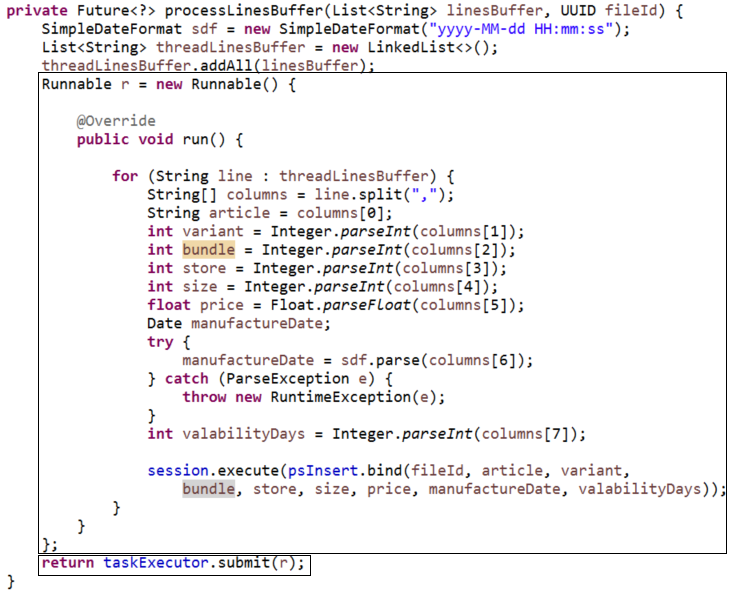 private Future<?> processLinesBuffer(List<String> linesBuffer, UUID fileId) {
    SimpleDateFormat sdf = new SimpleDateFormat("yyyy-MM-dd HH:mm:ss");
    List<String> threadLinesBuffer = new LinkedList<>();
    threadLinesBuffer.addAll(linesBuffer);
    Runnable r = new Runnable() {
        @Override
        public void run() {
            for (String line : threadLinesBuffer) {
                String[] columns = line.split(",");
                String article = columns[0];
                int variant = Integer.parseInt(columns[1]);
                int bundle = Integer.parseInt(columns[2]);
                int store = Integer.parseInt(columns[3]);
                int size = Integer.parseInt(columns[4]);
                float price = Float.parseFloat(columns[5]);
                Date manufactureDate;
                try {
                    manufactureDate = sdf.parse(columns[6]);
                } catch (ParseException e) {
                    throw new RuntimeException(e);
                }
                int valabilityDays = Integer.parseInt(columns[7]);
                session.execute(psInsert.bind(fileId, article, variant,
                    bundle, store, size, price, manufactureDate, valabilityDays));
            }
        }
    };
    return taskExecutor.submit(r);
}